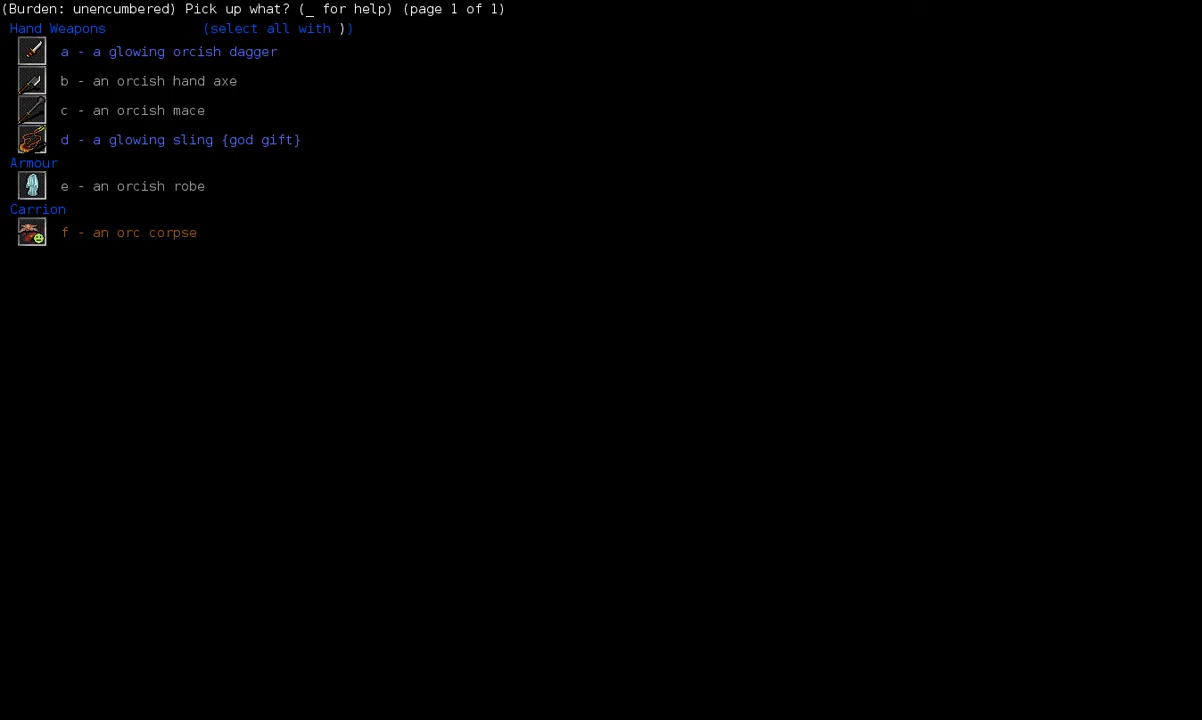 (Burden: unencumbered) Pick up what? (_ for help) (page 1 of 1)
Hand Weapons (select all with ))
a - a glowing orcish dagger
b - an orcish hand axe
c - an orcish mace
d - a glowing sling {god gift}
Armour
e - an orcish robe
Carrion
f - an orc corpse